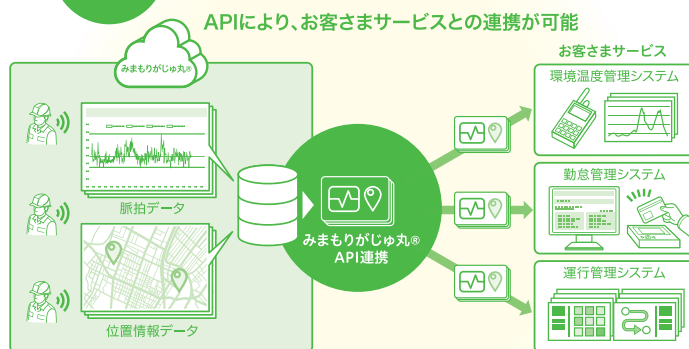 APIにより、お客さまサービスとの連携が可能
みまもりがじゅ丸®
脈拍データ
位置情報データ
みまもりがじゅ丸®
API連携
お客さまサービス
環境温度管理システム
勤怠管理システム
運行管理システム